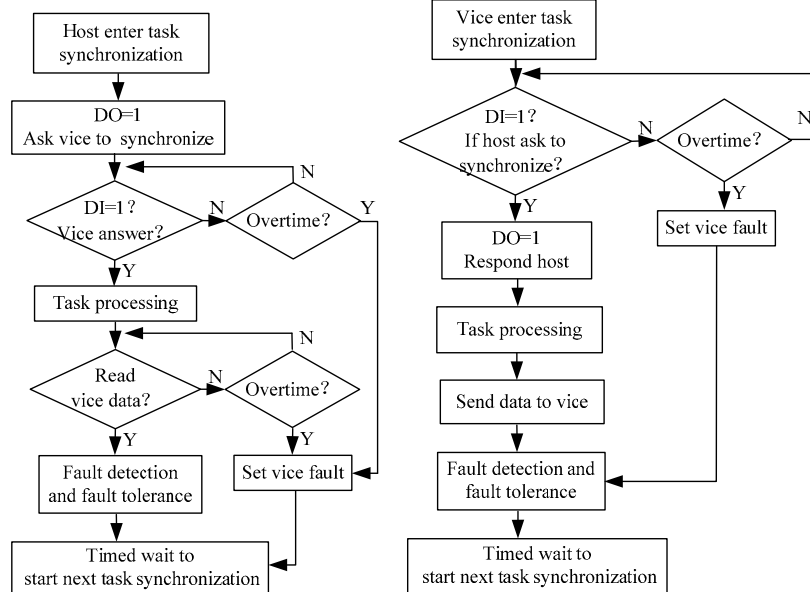 Host enter task
synchronization
DO=1
Ask vice to synchronize
N
DI=1?
Vice answer?
N
Overtime?
Y
Y
Task processing
N
Read
vice data?
N
Overtime?
Y
Y
Fault detection
and fault tolerance
Set vice fault
Timed wait to
start next task synchronization
Vice enter task
synchronization
DI=1?
If host ask to
synchronize?
N
Overtime?
N
Y
Y
DO=1
Respond host
Set vice fault
Task processing
Send data to vice
Fault detection and
fault tolerance
Timed wait to
start next task synchronization